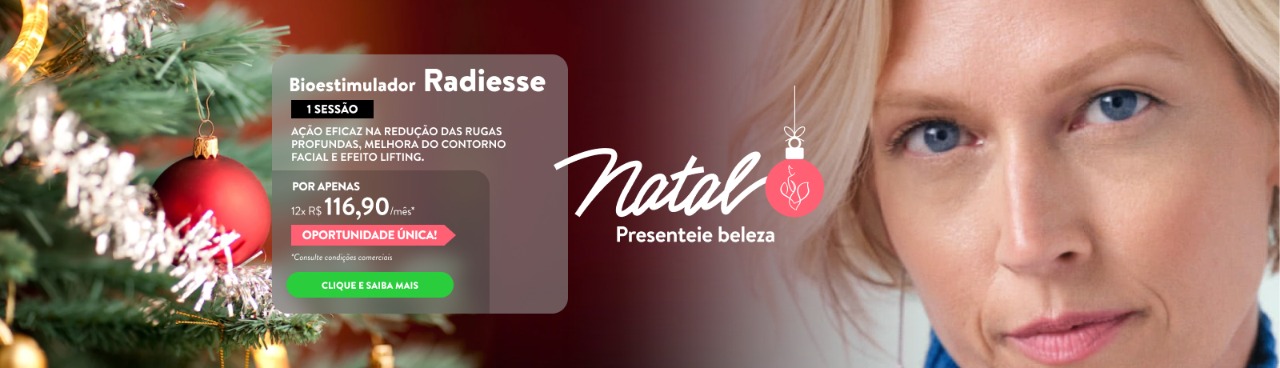 Bioestimulador Radiesse
1 SESSÃO
AÇÃO EFICAZ NA REDUÇÃO DAS RUGAS
PROFUNDAS, MELHORA DO CONTORNO
FACIAL E EFEITO LIFTING.
POR APENAS
12x R$ 116,90/mês*
OPORTUNIDADE ÚNICA!
*Consulte condições comerciais
CLIQUE E SAIBA MAIS
Natal
Presenteie beleza